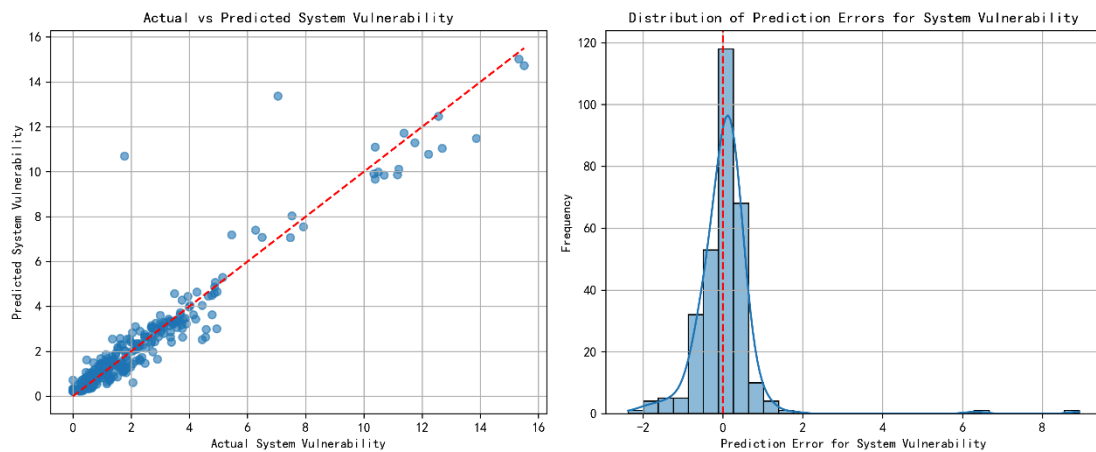 Actual vs Predicted System Vulnerability
16
14
12
10
8
6
4
2
0
Predicted System Vulnerability
0 2 4 6 8 10 12 14 16
Actual System Vulnerability
Distribution of Prediction Errors for System Vulnerability
120
100
80
60
40
20
0
Frequency
-2 0 2 4 6 8
Prediction Error for System Vulnerability